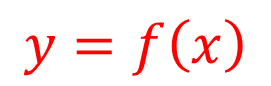 y = f(x)